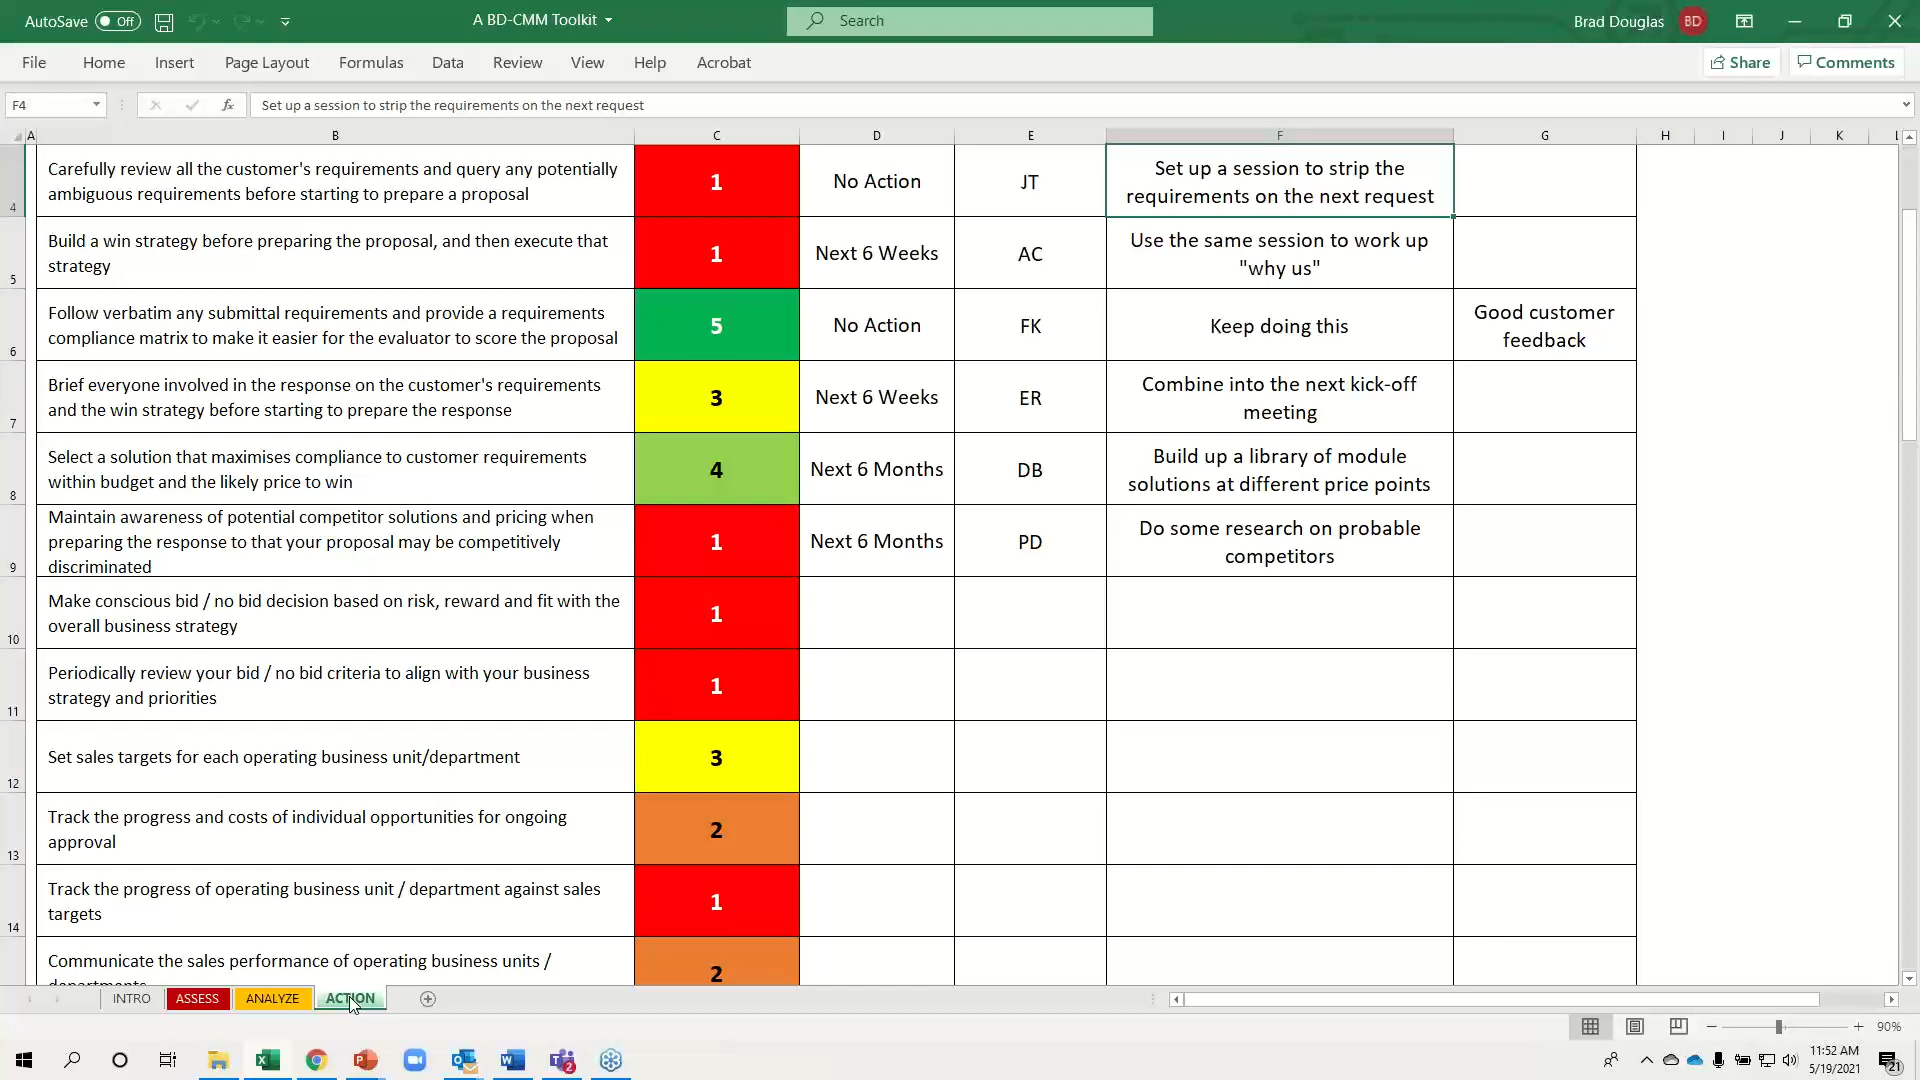 AutoSave Off A BD-CMM Toolkit Search Brad Douglas BD
File Home Insert Page Layout Formulas Data Review View Help Acrobat Share Comments
F4 fx Set up a session to strip the requirements on the next request
A B C D E F G H I J K L
4 Carefully review all the customer's requirements and query any potentially
ambiguous requirements before starting to prepare a proposal
1 No Action JT
Set up a session to strip the
requirements on the next request
5 Build a win strategy before preparing the proposal, and then execute that
strategy
1 Next 6 Weeks AC
Use the same session to work up
"why us"
6 Follow verbatim any submittal requirements and provide a requirements
compliance matrix to make it easier for the evaluator to score the proposal
5 No Action FK Keep doing this
Good customer
feedback
7 Brief everyone involved in the response on the customer's requirements
and the win strategy before starting to prepare the response
3 Next 6 Weeks ER
Combine into the next kick-off
meeting
8 Select a solution that maximises compliance to customer requirements
within budget and the likely price to win
4 Next 6 Months DB
Build up a library of module
solutions at different price points
9 Maintain awareness of potential competitor solutions and pricing when
preparing the response to that your proposal may be competitively
discriminated
1 Next 6 Months PD
Do some research on probable
competitors
10 Make conscious bid / no bid decision based on risk, reward and fit with the
overall business strategy
1
11 Periodically review your bid / no bid criteria to align with your business
strategy and priorities
1
12 Set sales targets for each operating business unit/department
3
13 Track the progress and costs of individual opportunities for ongoing
approval
2
14 Track the progress of operating business unit / department against sales
targets
1
Communicate the sales performance of operating business units /
departments
2
INTRO ASSESS ANALYZE ACTION
90%
11:52 AM
5/19/2021
2
21